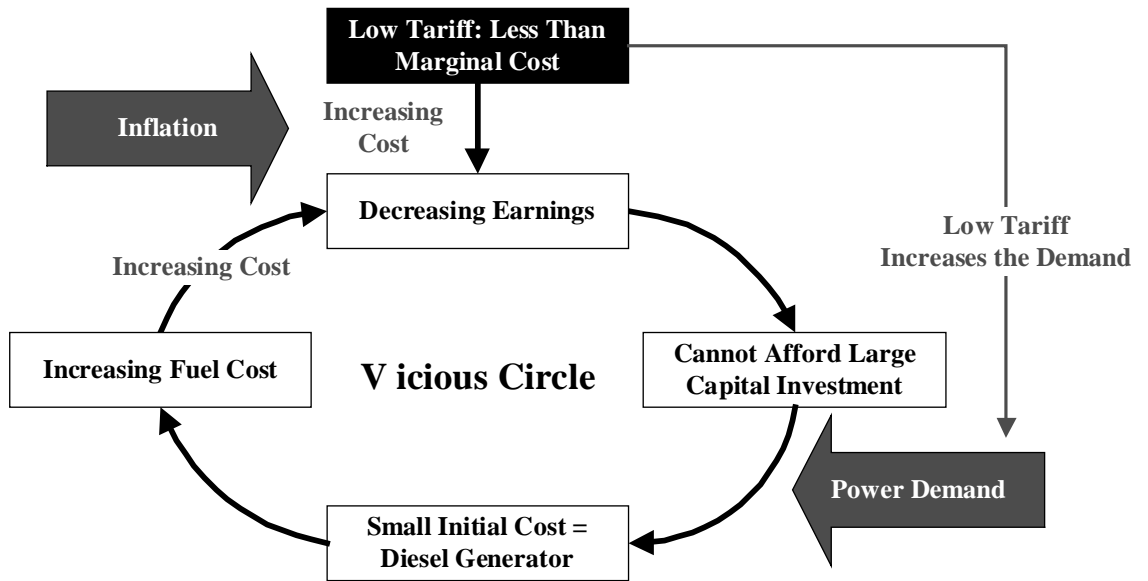 Low Tariff: Less Than
Marginal Cost
Inflation
Increasing
Cost
Decreasing Earnings
Low Tariff
Increases the Demand
Increasing Cost
Increasing Fuel Cost
V icious Circle
Cannot Afford Large
Capital Investment
Power Demand
Small Initial Cost =
Diesel Generator